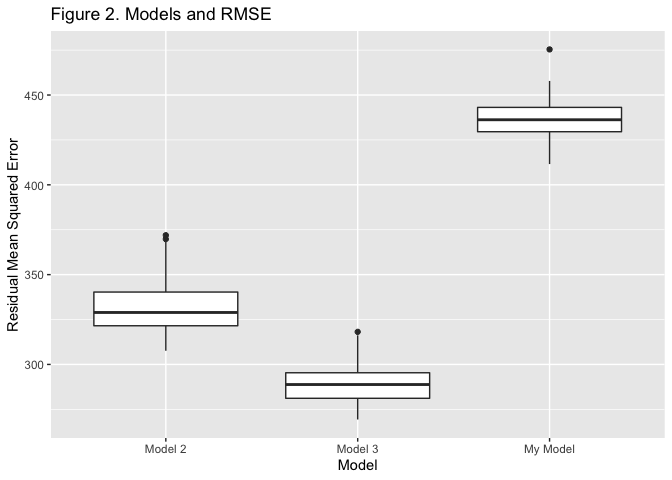 Figure 2. Models and RMSE
Residual Mean Squared Error
450
400
350
300
Model 2
Model 3
My Model
Model